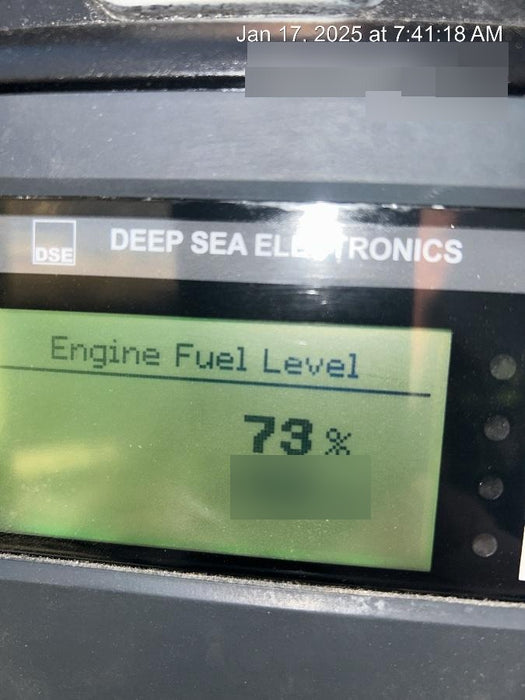 Jan 17, 2025 at 7:41:18 AM
DSE
DEEP SEA ELECTRONICS
Engine Fuel Level
73 %